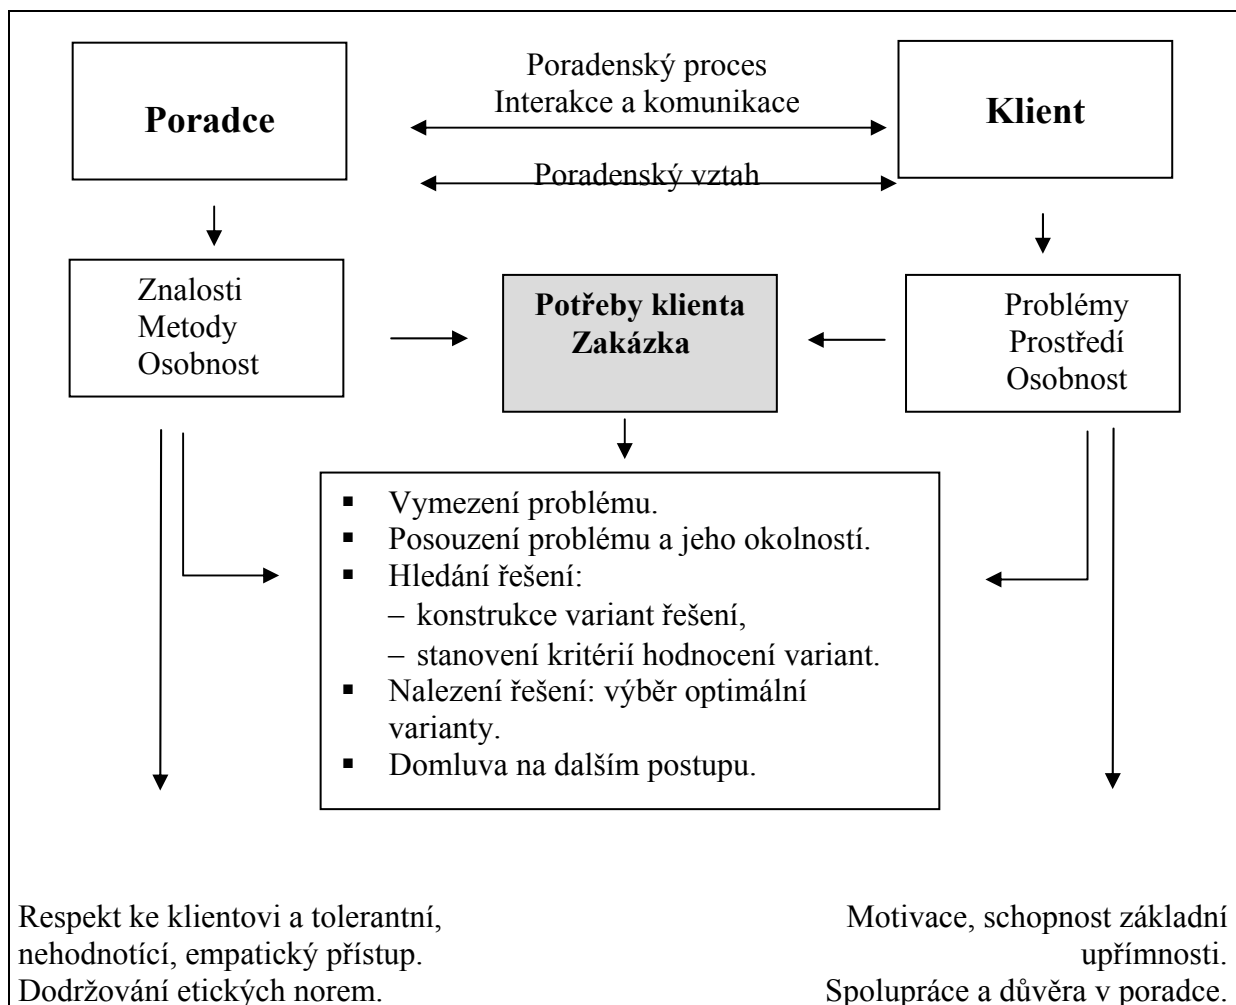 Poradce
Poradenský proces
Interakce a komunikace
Poradenský vztah
Klient
Znalosti
Metody
Osobnost
Potřeby klienta
Zakázka
Problémy
Prostředí
Osobnost
▪ Vymezení problému.
▪ Posouzení problému a jeho okolností.
▪ Hledání řešení:
– konstrukce variant řešení,
– stanovení kritérií hodnocení variant.
▪ Nalezení řešení: výběr optimální
varianty.
▪ Domluva na dalším postupu.
Respekt ke klientovi a tolerantní,
nehodnotící, empatický přístup.
Dodržování etických norem.
Motivace, schopnost základní
upřímnosti.
Spolupráce a důvěra v poradce.